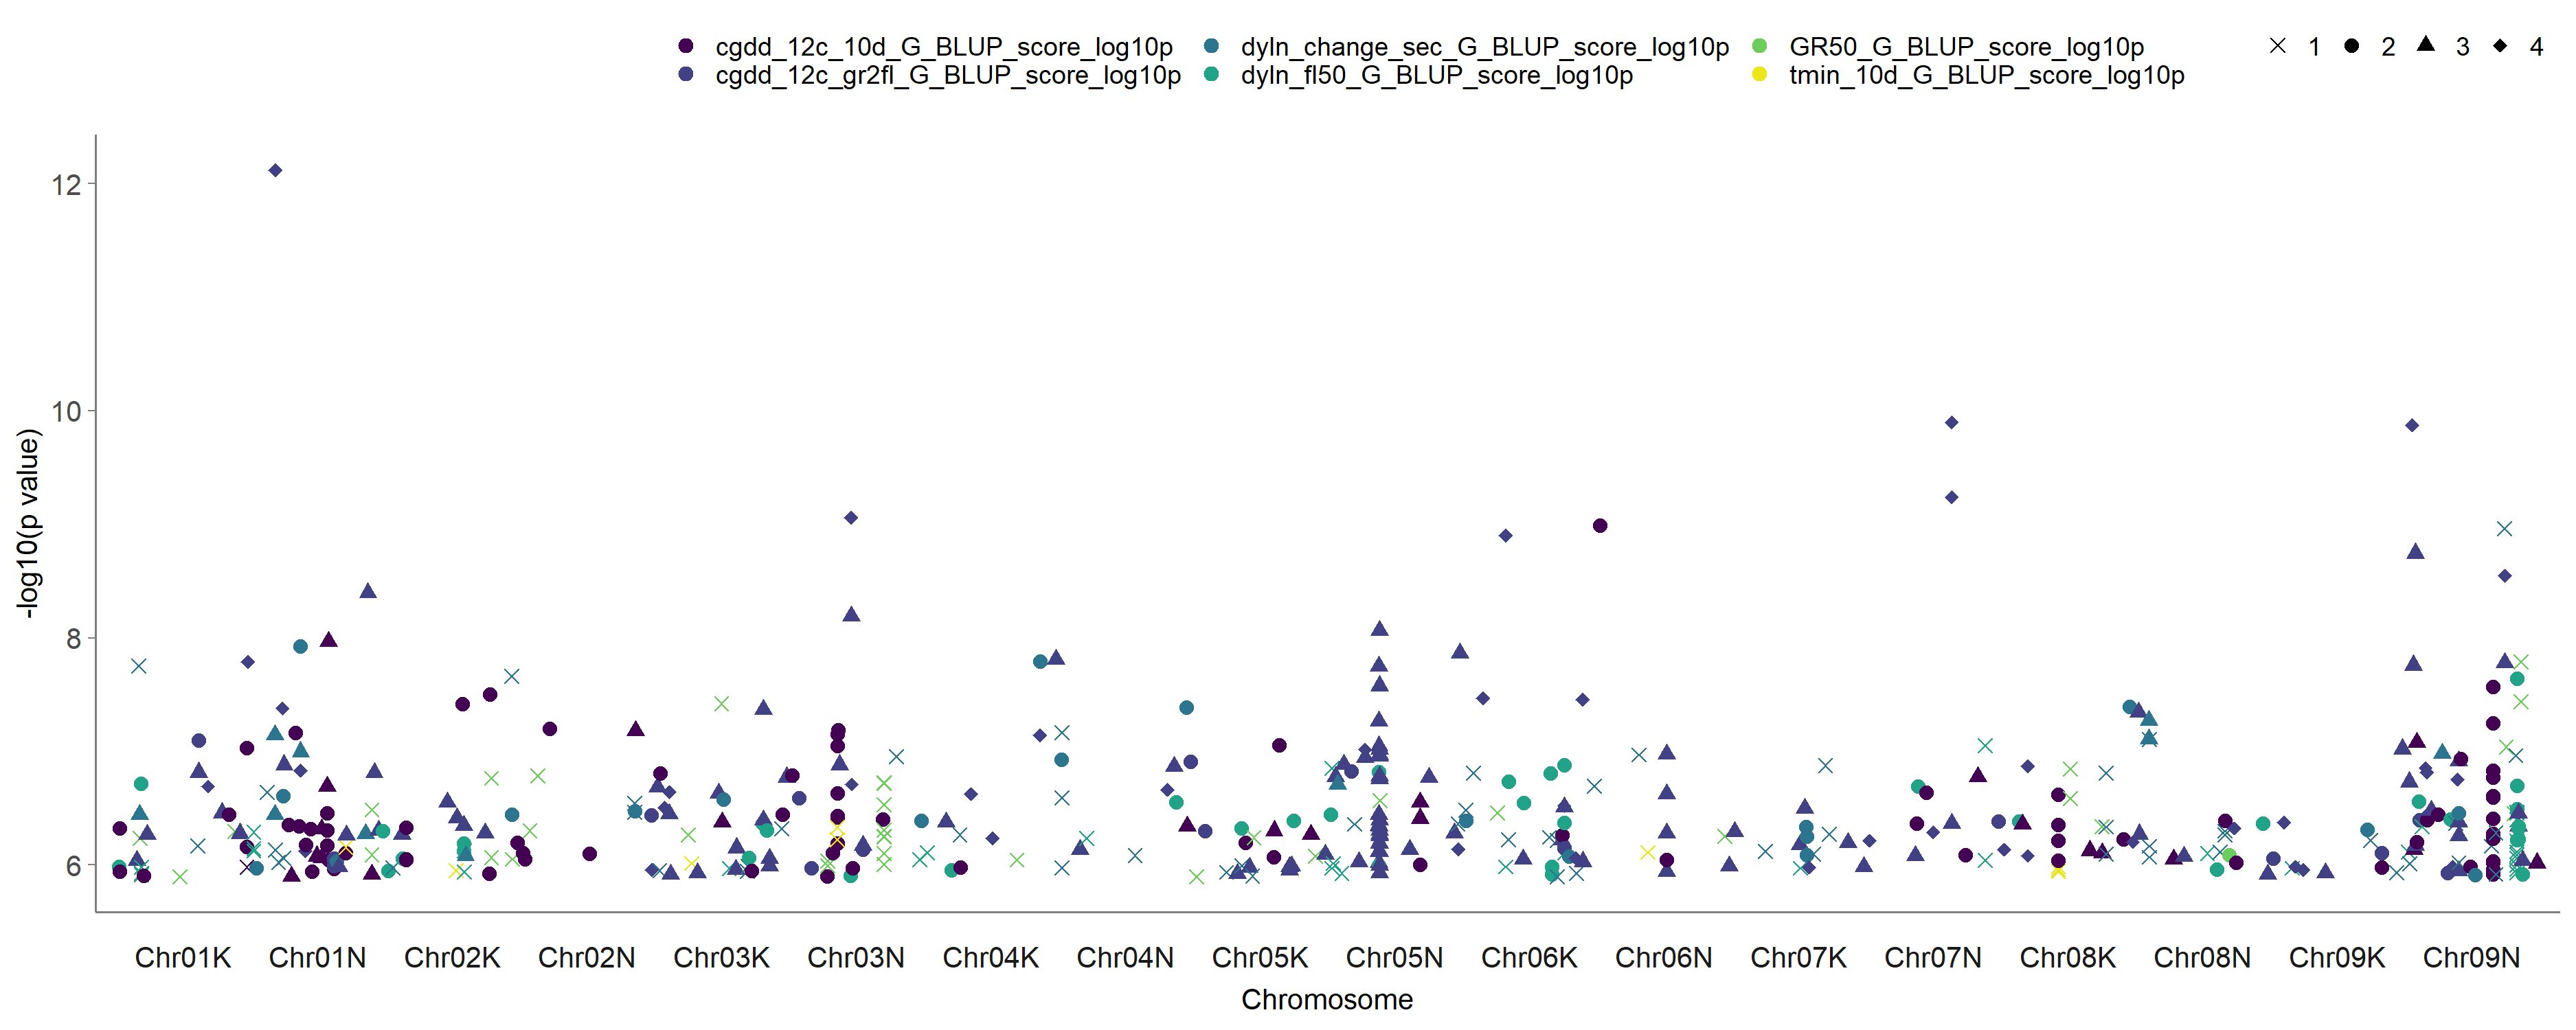 cgdd_12c_10d_G_BLUP_score_log10p dyln_change_sec_G_BLUP_score_log10p GR50_G_BLUP_score_log10p 1 2 3 4
cgdd_12c_gr2fl_G_BLUP_score_log10p dyln_fl50_G_BLUP_score_log10p tmin_10d_G_BLUP_score_log10p
12
10
8
6
-log10(p value)
Chr01K Chr01N Chr02K Chr02N Chr03K Chr03N Chr04K Chr04N Chr05K Chr05N Chr06K Chr06N Chr07K Chr07N Chr08K Chr08N Chr09K Chr09N
Chromosome